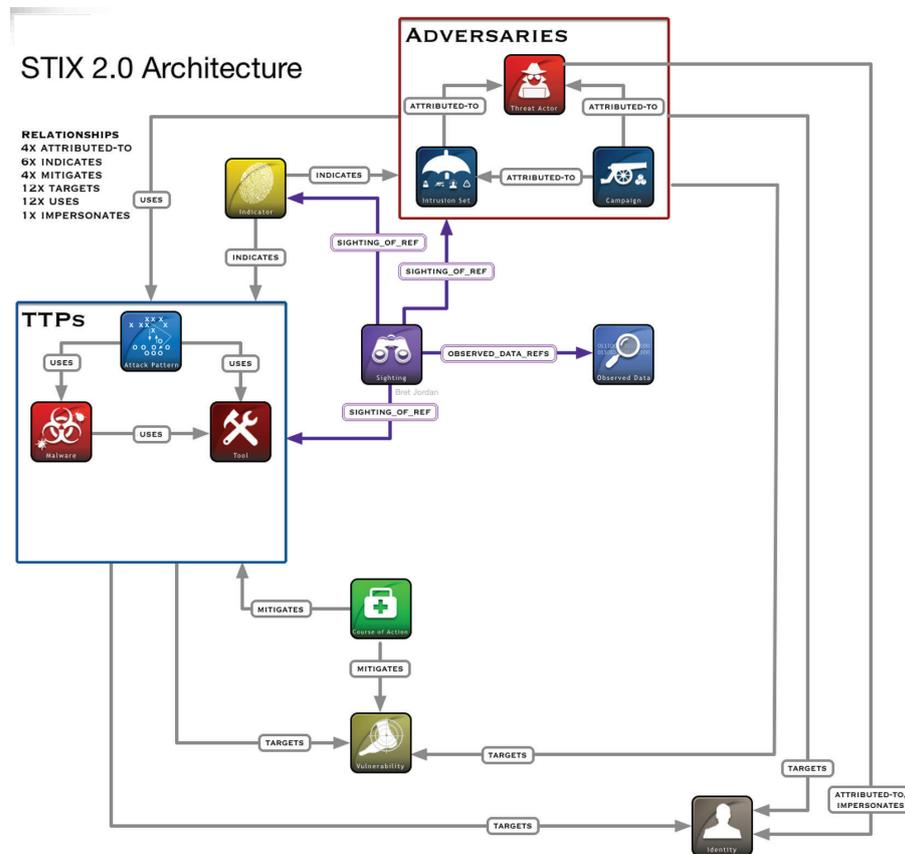 STIX 2.0 Architecture
RELATIONSHIPS
4X ATTRIBUTED-TO
6X INDICATES
4X MITIGATES
12X TARGETS
12X USES
1X IMPERSONATES
ADVERSARIES
Threat Actor
ATTRIBUTED-TO
ATTRIBUTED-TO
Intrusion Set
ATTRIBUTED-TO
Campaign
Indicator
INDICATES
USES
INDICATES
SIGHTING_OF_REF
SIGHTING_OF_REF
TTPs
Attack Pattern
USES
USES
Malware
USES
Tool
Sighting
OBSERVED_DATA_REFS
Observed Data
Bret Jordan
SIGHTING_OF_REF
MITIGATES
Course of Action
MITIGATES
TARGETS
Vulnerability
TARGETS
TARGETS
ATTRIBUTED-TO/
IMPERSONATES
TARGETS
Identity